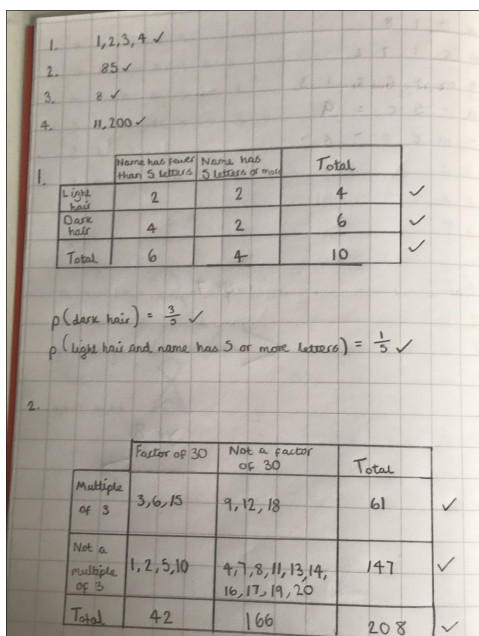 1. 1,2,3,4 ✓
2. 85 ✓
3. 8 ✓
4. 11,200 ✓
1.
Name has fewer than 5 letters Name has 5 letters or more Total
Light hair 2 2 4 ✓
Dark hair 4 2 6 ✓
Total 6 4 10 ✓
p(dark hair) = 3/5 ✓
p(light hair and name has 5 or more letters) = 1/5 ✓
2.
Factor of 30 Not a factor of 30 Total
Multiple of 3 3,6,15 9,12,18 61 ✓
Not a multiple of 3 1,2,5,10 4,7,8,11,13,14, 16,17,19,20 147 ✓
Total 42 166 208 ✓